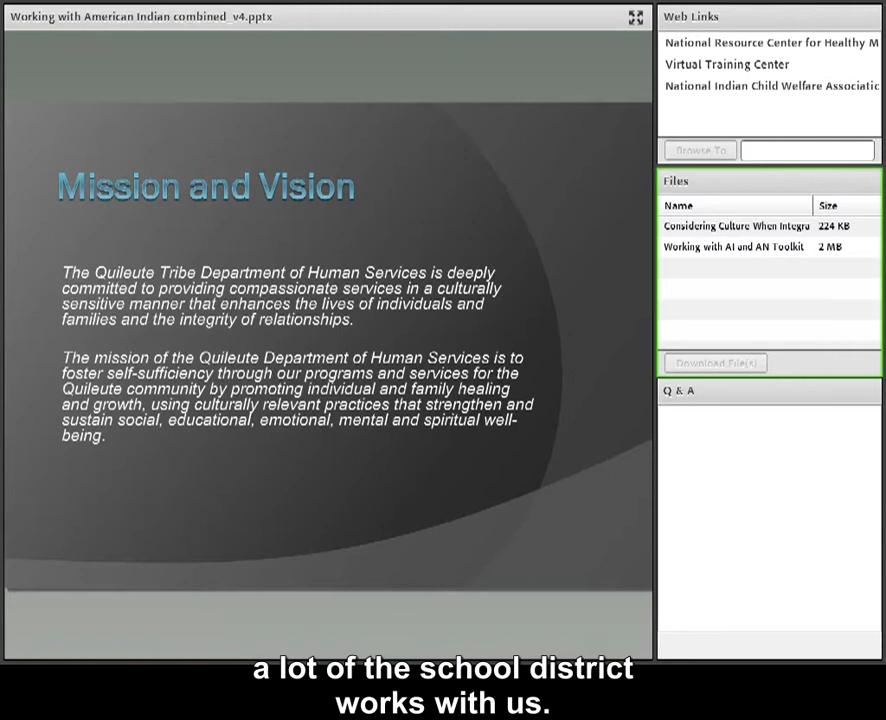 Working with American Indian combined_v4.pptx
Mission and Vision
The Quileute Tribe Department of Human Services is deeply
committed to providing compassionate services in a culturally
sensitive manner that enhances the lives of individuals and
families and the integrity of relationships.
The mission of the Quileute Department of Human Services is to
foster self-sufficiency through our programs and services for the
Quileute community by promoting individual and family healing
and growth, using culturally relevant practices that strengthen and
sustain social, educational, emotional, mental and spiritual well-
being.
Web Links
National Resource Center for Healthy M
Virtual Training Center
National Indian Child Welfare Associatic
Browse To
Files
Name Size
Considering Culture When Integra 224 KB
Working with AI and AN Toolkit 2 MB
Download File(s)
Q & A
a lot of the school district
works with us.